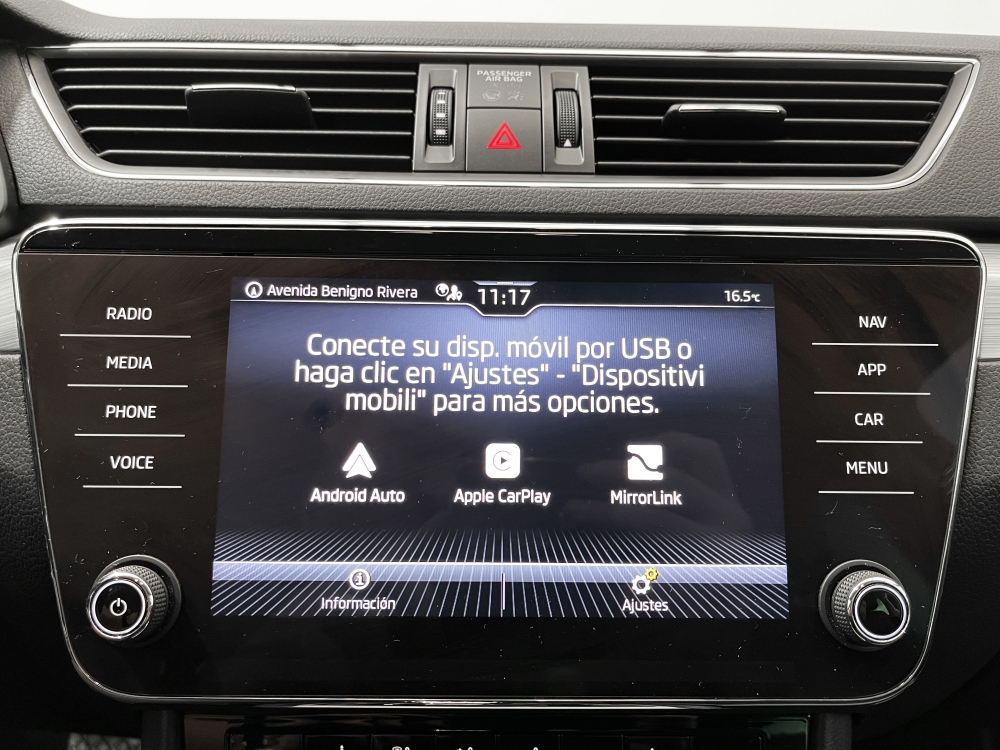 PASSENGER
AIR BAG
Avenida Benigno Rivera
11:17
16.5°C
RADIO
MEDIA
PHONE
VOICE
Conecte su disp. móvil por USB o
haga clic en "Ajustes" - "Dispositivi
mobili" para más opciones.
Android Auto
Apple CarPlay
MirrorLink
Información
Ajustes
NAV
APP
CAR
MENU